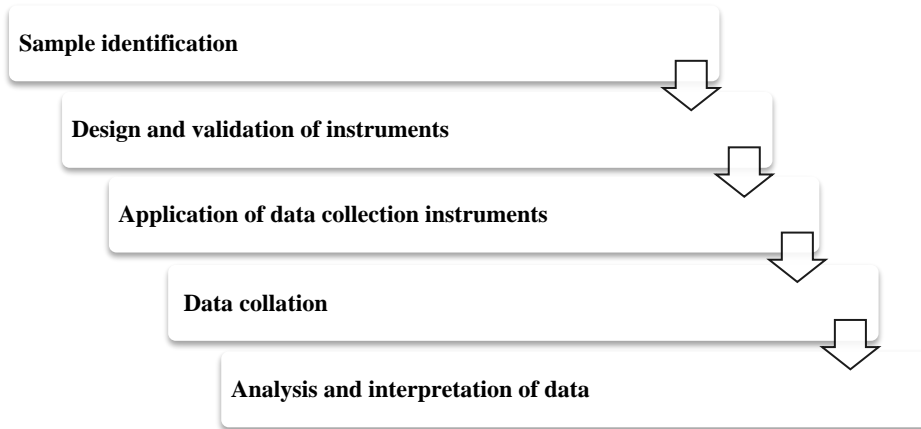 Sample identification
Design and validation of instruments
Application of data collection instruments
Data collation
Analysis and interpretation of data